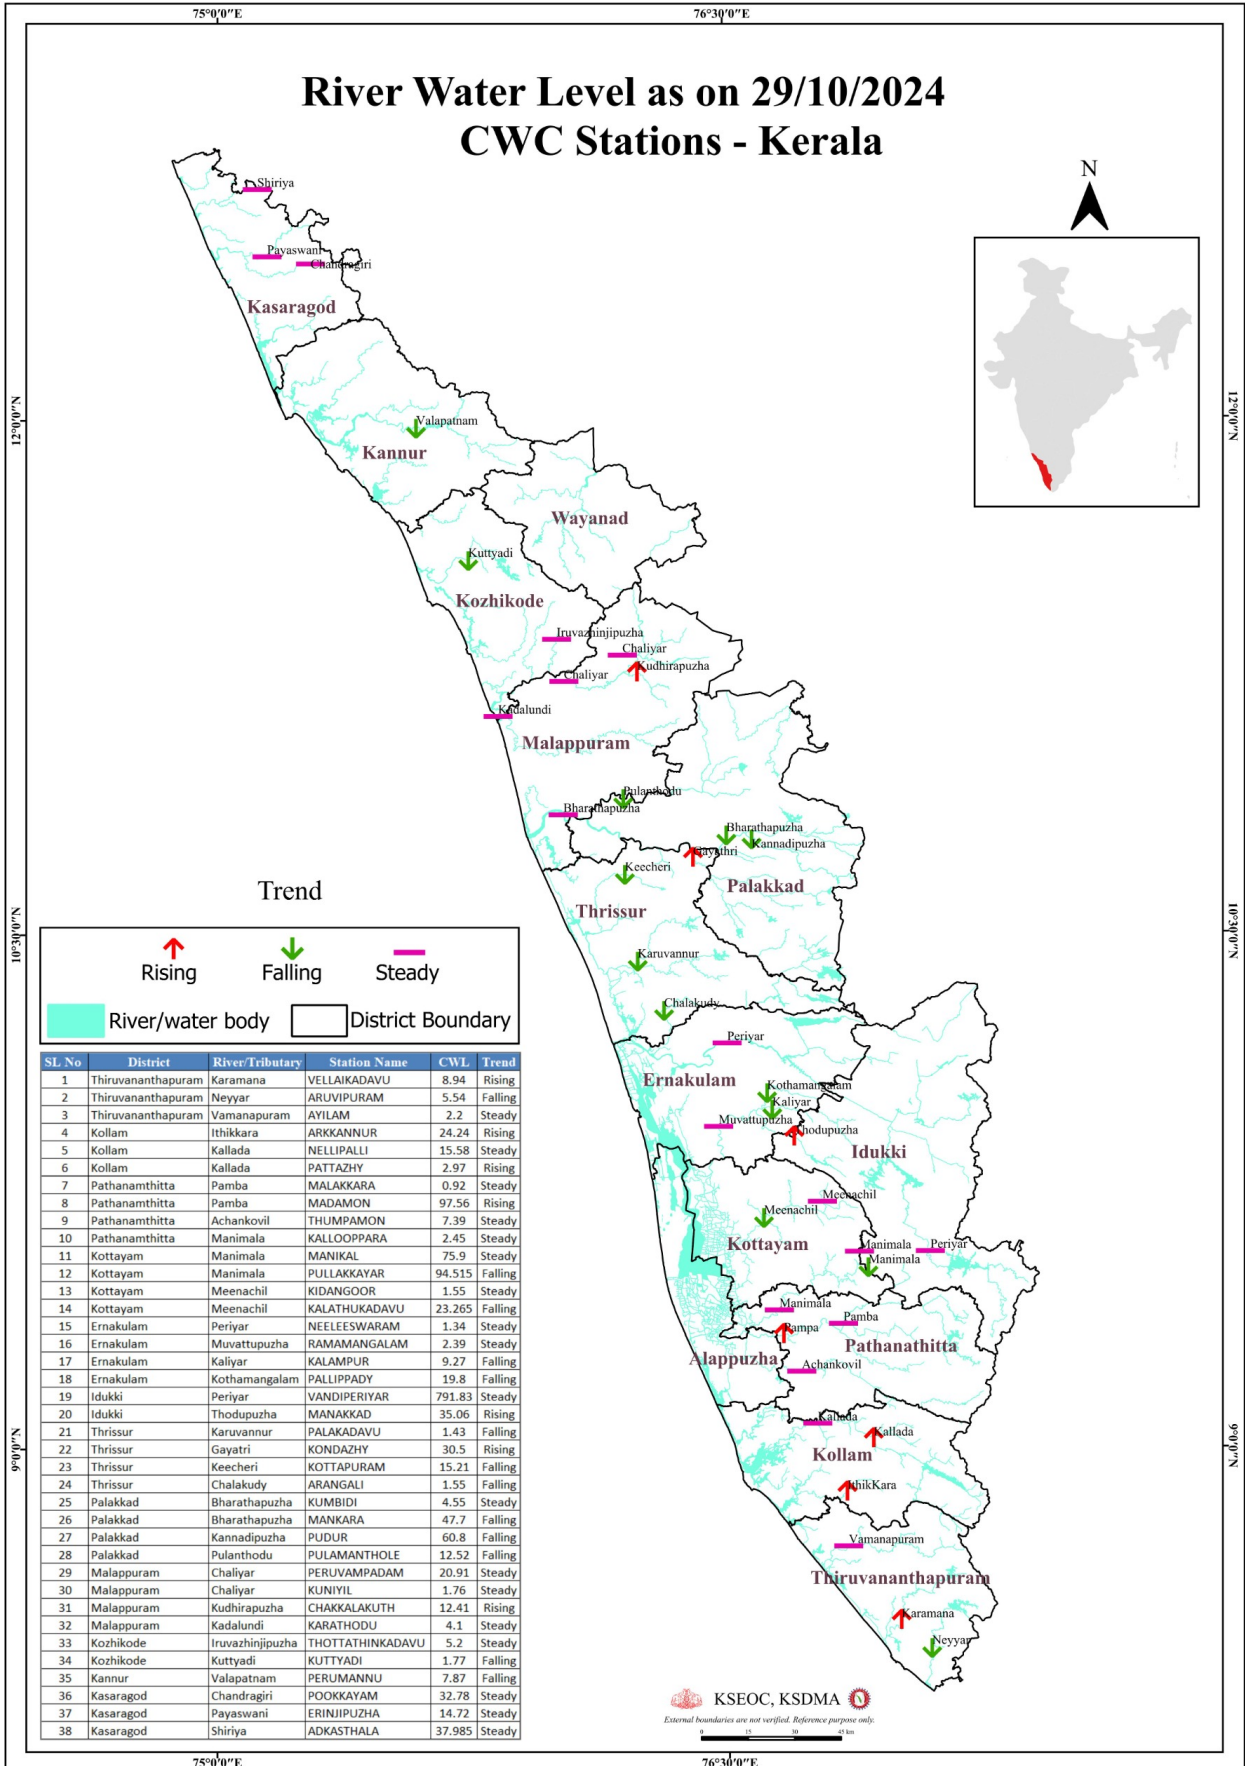 75°0'0"E 76°30'0"E
River Water Level as on 29/10/2024
CWC Stations - Kerala
N
Shiriya
Payaswani
Chandragiri
Kasaragod
12°0'0"N
12°0'0"N
Valapatnam
Kannur
Wayanad
Kuttyadi
Kozhikode
Iruvazhinjipuzha
Chaliyar
Kudhirapuzha
Chaliyar
Kadalundi
Malappuram
Pulanthodu
Bharathapuzha
Bharathapuzha
Kannadipuzha
Gayathri
Keecheri
Palakkad
Thrissur
10°30'0"N
10°30'0"N
Karuvannur
Chalakudy
Periyar
Ernakulam
Kothamangalam
Kaliyar
Muvattupuzha
Thodupuzha
Idukki
Meenachil
Meenachil
Kottayam
Manimala
Periyar
Manimala
Manimala
Pamba
Pampa
Pathanathitta
Alappuzha
Achankovil
Kallada
Kallada
Kollam
9°0'0"N
9°0'0"N
IthikKara
Vamanapuram
Thiruvananthapuram
Karamana
Neyyar
Trend
Rising Falling Steady
River/water body District Boundary
SL No District River/Tributary Station Name CWL Trend
1 Thiruvananthapuram Karamana VELLAIKADAVU 8.94 Rising
2 Thiruvananthapuram Neyyar ARUVIPURAM 5.54 Falling
3 Thiruvananthapuram Vamanapuram AYILAM 2.2 Steady
4 Kollam Ithikkara ARKKANNUR 24.24 Rising
5 Kollam Kallada NELLIPALLI 15.58 Steady
6 Kollam Kallada PATTAZHY 2.97 Rising
7 Pathanamthitta Pamba MALAKKARA 0.92 Steady
8 Pathanamthitta Pamba MADAMON 97.56 Rising
9 Pathanamthitta Achankovil THUMPAMON 7.39 Steady
10 Pathanamthitta Manimala KALLOOPPARA 2.45 Steady
11 Kottayam Manimala MANIKAL 75.9 Steady
12 Kottayam Manimala PULLAKKAYAR 94.515 Falling
13 Kottayam Meenachil KIDANGOOR 1.55 Steady
14 Kottayam Meenachil KALATHUKADAVU 23.265 Falling
15 Ernakulam Periyar NEELEESWARAM 1.34 Steady
16 Ernakulam Muvattupuzha RAMAMANGALAM 2.39 Steady
17 Ernakulam Kaliyar KALAMPUR 9.27 Falling
18 Ernakulam Kothamangalam PALLIPPADY 19.8 Falling
19 Idukki Periyar VANDIPERIYAR 791.83 Steady
20 Idukki Thodupuzha MANAKKAD 35.06 Rising
21 Thrissur Karuvannur PALAKADAVU 1.43 Falling
22 Thrissur Gayatri KONDAZHY 30.5 Rising
23 Thrissur Keecheri KOTTAPURAM 15.21 Falling
24 Thrissur Chalakudy ARANGALI 1.55 Falling
25 Palakkad Bharathapuzha KUMBIDI 4.55 Steady
26 Palakkad Bharathapuzha MANKARA 47.7 Falling
27 Palakkad Kannadipuzha PUDUR 60.8 Falling
28 Palakkad Pulanthodu PULAMANTHOLE 12.52 Falling
29 Malappuram Chaliyar PERUVAMPADAM 20.91 Steady
30 Malappuram Chaliyar KUNIYIL 1.76 Steady
31 Malappuram Kudhirapuzha CHAKKALAKUTH 12.41 Rising
32 Malappuram Kadalundi KARATHODU 4.1 Steady
33 Kozhikode Iruvazhinjipuzha THOTTATHINKADAVU 5.2 Steady
34 Kozhikode Kuttyadi KUTTYADI 1.77 Falling
35 Kannur Valapatnam PERUMANNU 7.87 Falling
36 Kasaragod Chandragiri POOKKAYAM 32.78 Steady
37 Kasaragod Payaswani ERINJIPUZHA 14.72 Steady
38 Kasaragod Shiriya ADKASTHALA 37.985 Steady
KSEOC, KSDMA
External boundaries are not verified. Reference purpose only.
0 15 30 45 km
75°0'0"E 76°30'0"E